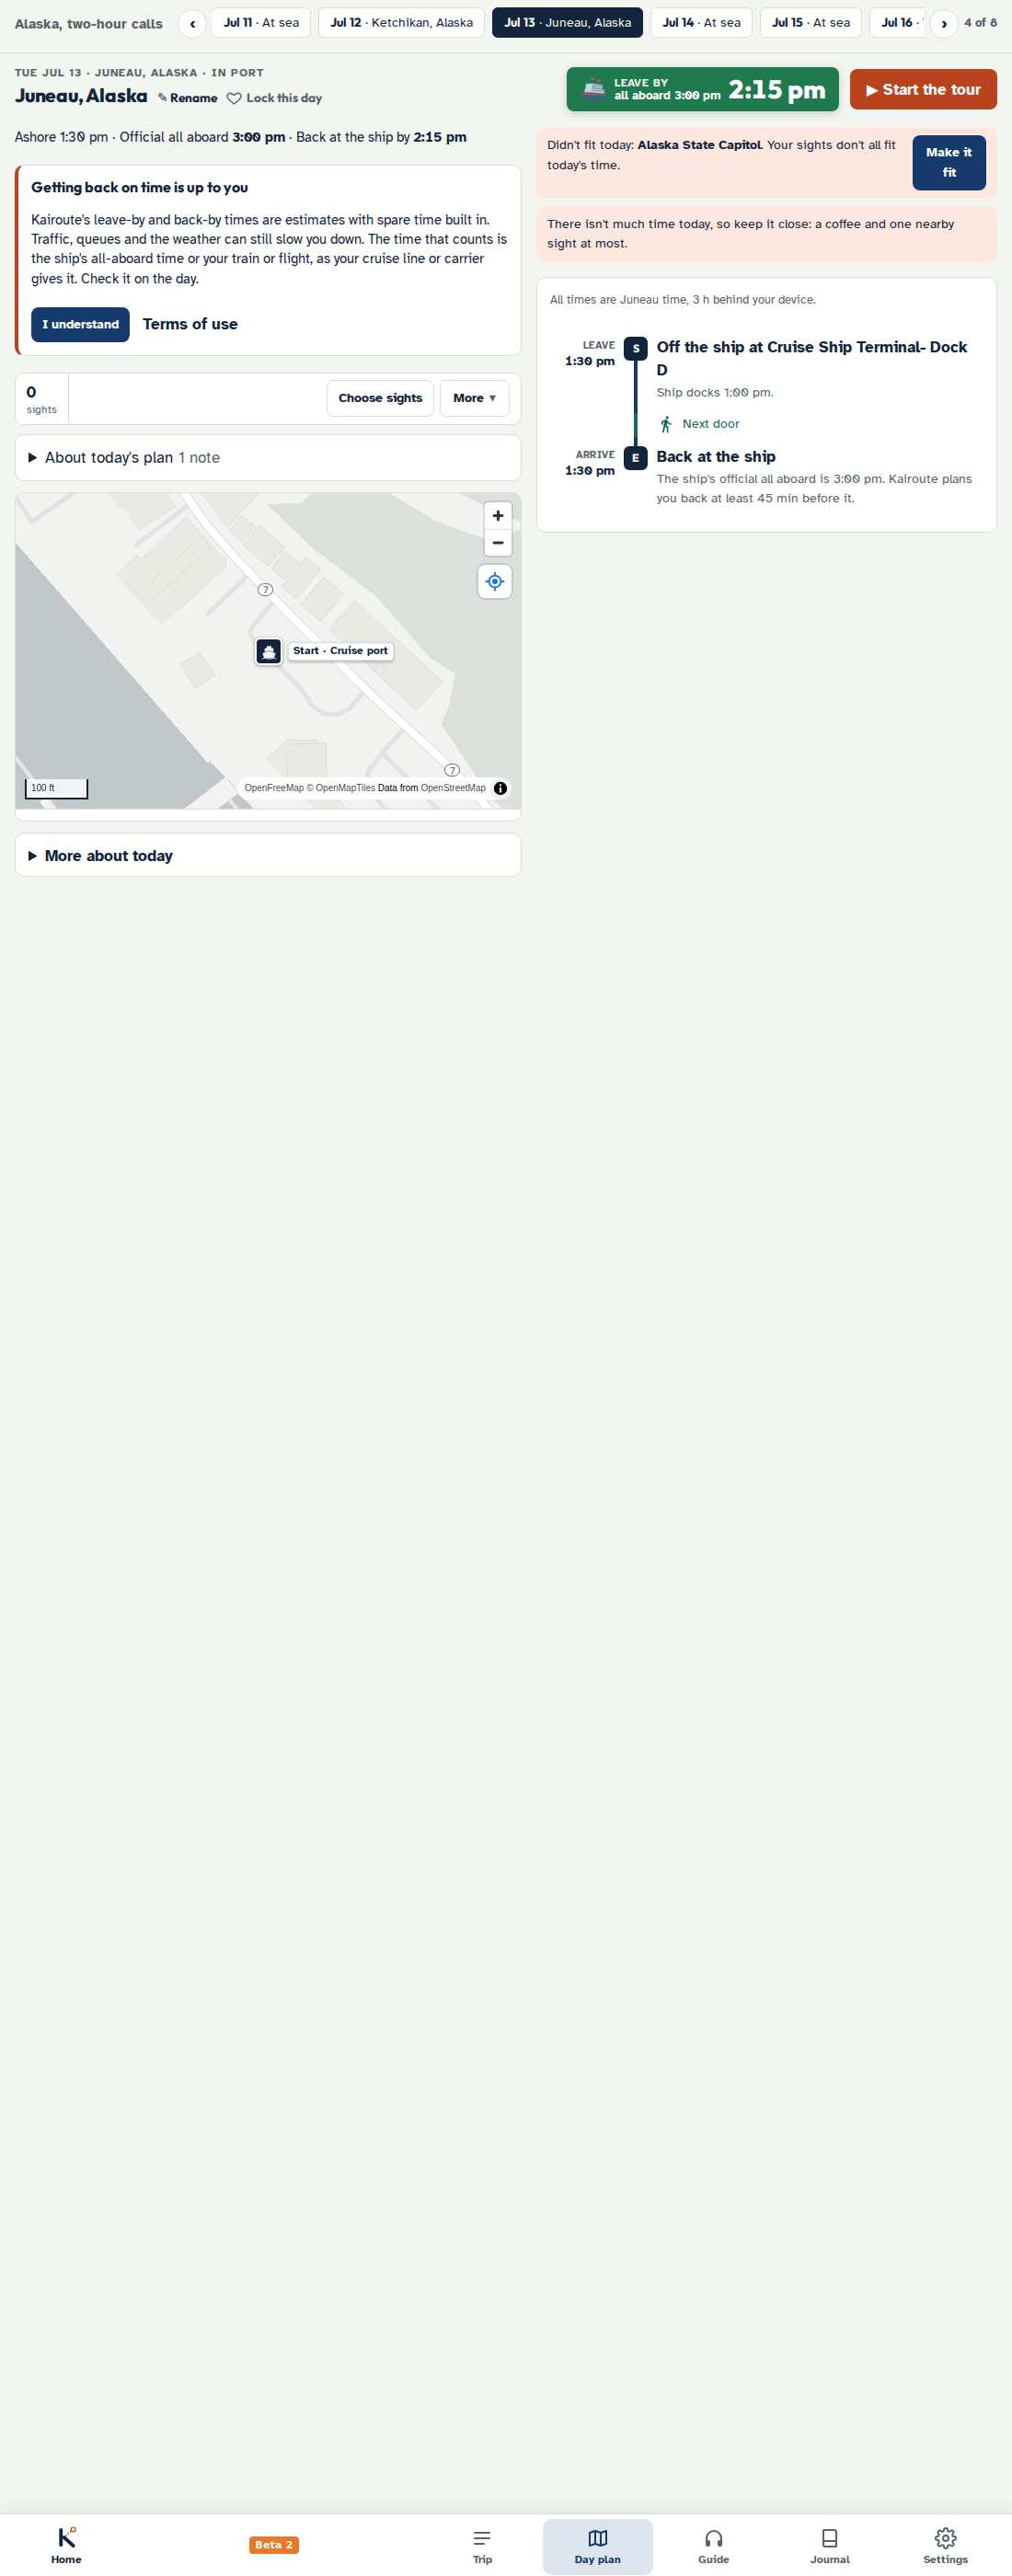 Alaska, two-hour calls
‹
Jul 11 · At sea
Jul 12 · Ketchikan, Alaska
Jul 13 · Juneau, Alaska
Jul 14 · At sea
Jul 15 · At sea
Jul 16 ·
›
4 of 8
TUE JUL 13 · JUNEAU, ALASKA · IN PORT
Juneau, Alaska
✎ Rename
Lock this day
LEAVE BY
all aboard 3:00 pm
2:15 pm
▶ Start the tour
Ashore 1:30 pm · Official all aboard 3:00 pm · Back at the ship by 2:15 pm
Getting back on time is up to you
Kairoute's leave-by and back-by times are estimates with spare time built in.
Traffic, queues and the weather can still slow you down. The time that counts is
the ship's all-aboard time or your train or flight, as your cruise line or carrier
gives it. Check it on the day.
I understand
Terms of use
0
sights
Choose sights
More ▼
▶ About today's plan 1 note
+
−
7
Start · Cruise port
7
100 ft
OpenFreeMap © OpenMapTiles Data from OpenStreetMap
▶ More about today
Didn't fit today: Alaska State Capitol. Your sights don't all fit
today's time.
Make it
fit
There isn't much time today, so keep it close: a coffee and one nearby
sight at most.
All times are Juneau time, 3 h behind your device.
LEAVE
1:30 pm
S
Off the ship at Cruise Ship Terminal- Dock
D
Ship docks 1:00 pm.
Next door
ARRIVE
1:30 pm
E
Back at the ship
The ship's official all aboard is 3:00 pm. Kairoute plans
you back at least 45 min before it.
Home
Beta 2
Trip
Day plan
Guide
Journal
Settings